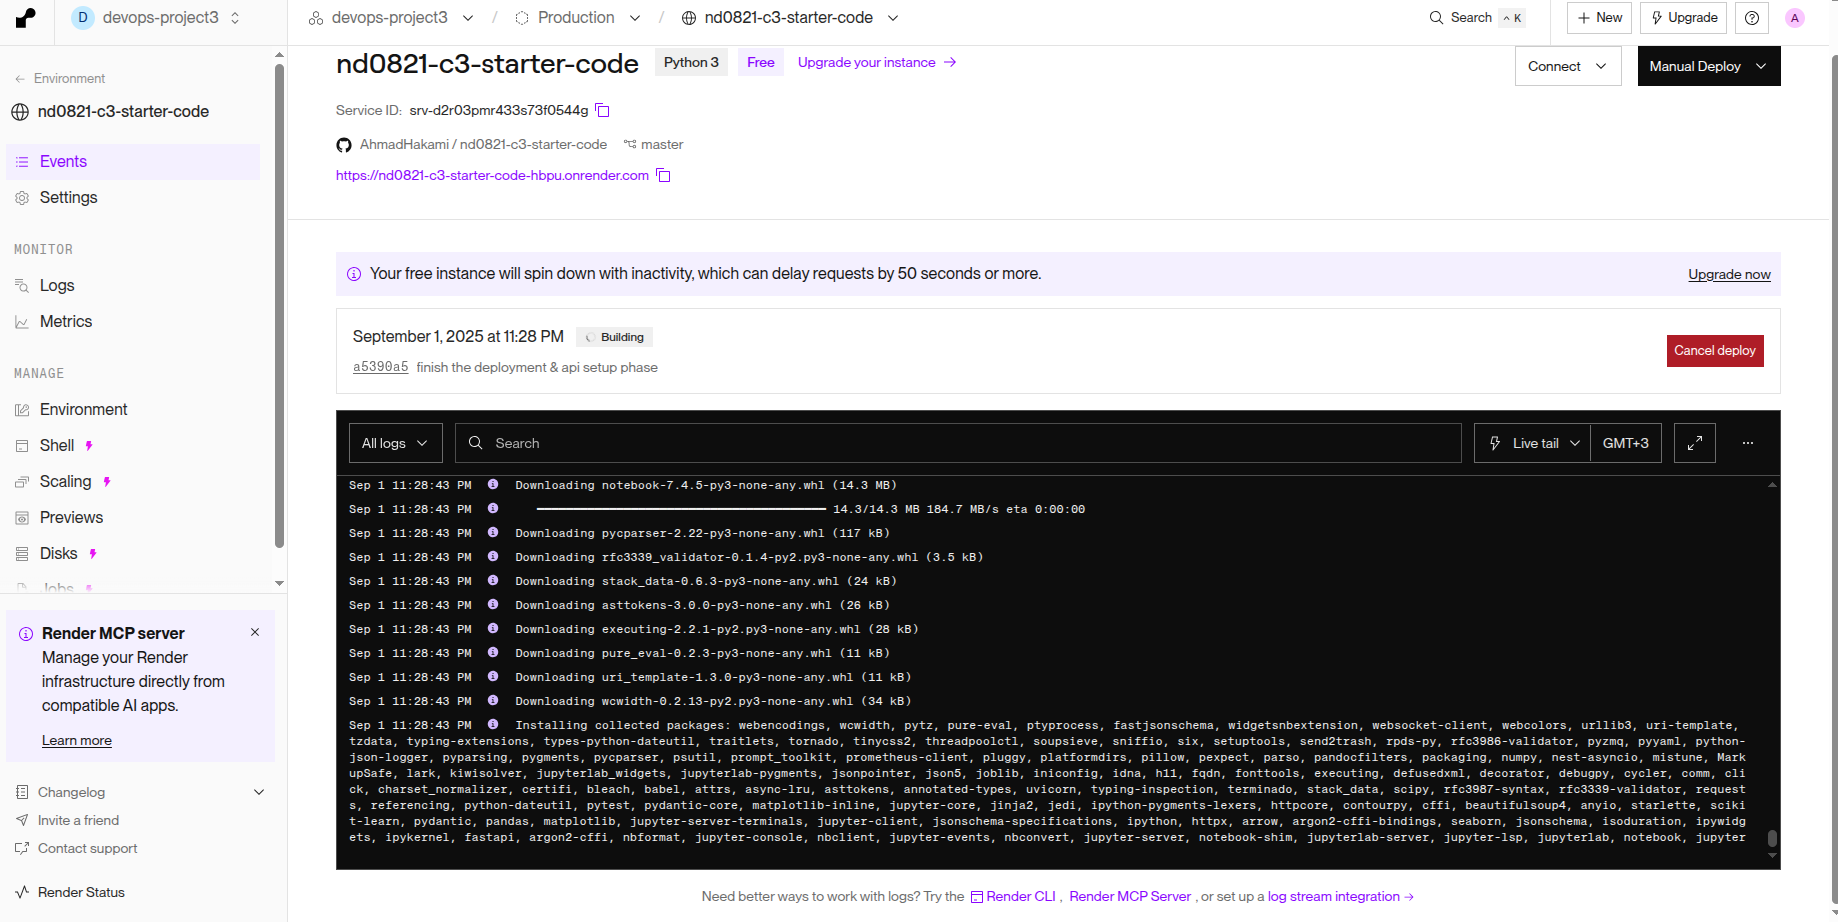 D devops-project3
devops-project3 / Production / nd0821-c3-starter-code
Search ^ K
+ New
Upgrade
A
← Environment
nd0821-c3-starter-code
Events
Settings
MONITOR
Logs
Metrics
MANAGE
Environment
Shell
Scaling
Previews
Disks
Jobs
Render MCP server
Manage your Render
infrastructure directly from
compatible AI apps.
Learn more
Changelog
Invite a friend
Contact support
Render Status
nd0821-c3-starter-code Python 3 Free Upgrade your instance →
Connect
Manual Deploy
Service ID: srv-d2r03pmr433s73f0544g
AhmadHakami / nd0821-c3-starter-code master
https://nd0821-c3-starter-code-hbpu.onrender.com
Your free instance will spin down with inactivity, which can delay requests by 50 seconds or more.
Upgrade now
September 1, 2025 at 11:28 PM Building
a5390a5 finish the deployment & api setup phase
Cancel deploy
All logs
Search
Live tail
GMT+3
...
Sep 1 11:28:43 PM Downloading notebook-7.4.5-py3-none-any.whl (14.3 MB)
Sep 1 11:28:43 PM ━━━━━━━━━━━━━━━━━━━━━━━━━━━━━━━━━━━━━━━━ 14.3/14.3 MB 184.7 MB/s eta 0:00:00
Sep 1 11:28:43 PM Downloading pycparser-2.22-py3-none-any.whl (117 kB)
Sep 1 11:28:43 PM Downloading rfc3339_validator-0.1.4-py2.py3-none-any.whl (3.5 kB)
Sep 1 11:28:43 PM Downloading stack_data-0.6.3-py3-none-any.whl (24 kB)
Sep 1 11:28:43 PM Downloading asttokens-3.0.0-py3-none-any.whl (26 kB)
Sep 1 11:28:43 PM Downloading executing-2.2.1-py2.py3-none-any.whl (28 kB)
Sep 1 11:28:43 PM Downloading pure_eval-0.2.3-py3-none-any.whl (11 kB)
Sep 1 11:28:43 PM Downloading uri_template-1.3.0-py3-none-any.whl (11 kB)
Sep 1 11:28:43 PM Downloading wcwidth-0.2.13-py2.py3-none-any.whl (34 kB)
Sep 1 11:28:43 PM Installing collected packages: webencodings, wcwidth, pytz, pure-eval, ptyprocess, fastjsonschema, widgetsnbextension, websocket-client, webcolors, urllib3, uri-template,
tzdata, typing-extensions, types-python-dateutil, traitlets, tornado, tinycss2, threadpoolctl, soupsieve, sniffio, six, setuptools, send2trash, rpds-py, rfc3986-validator, pyzmq, pyyaml, python-
json-logger, pyparsing, pygments, pycparser, psutil, prompt_toolkit, prometheus-client, pluggy, platformdirs, pillow, pexpect, parso, pandocfilters, packaging, numpy, nest-asyncio, mistune, Mark
upSafe, lark, kiwisolver, jupyterlab_widgets, jupyterlab-pygments, jsonpointer, json5, joblib, iniconfig, idna, h11, fqdn, fonttools, executing, defusedxml, decorator, debugpy, cycler, comm, cli
ck, charset_normalizer, certifi, bleach, babel, attrs, async-lru, asttokens, annotated-types, uvicorn, typing-inspection, terminado, stack_data, scipy, rfc3987-syntax, rfc3339-validator, request
s, referencing, python-dateutil, pytest, pydantic-core, matplotlib-inline, jupyter-core, jinja2, jedi, ipython-pygments-lexers, httpcore, contourpy, cffi, beautifulsoup4, anyio, starlette, sciki
t-learn, pydantic, pandas, matplotlib, jupyter-server-terminals, jupyter-client, jsonschema-specifications, ipython, httpx, arrow, argon2-cffi-bindings, seaborn, jsonschema, isoduration, ipywidg
ets, ipykernel, fastapi, argon2-cffi, nbformat, jupyter-console, nbclient, jupyter-events, nbconvert, jupyter-server, notebook-shim, jupyterlab-server, jupyter-lsp, jupyterlab, notebook, jupyter
Need better ways to work with logs? Try the Render CLI , Render MCP Server , or set up a log stream integration →